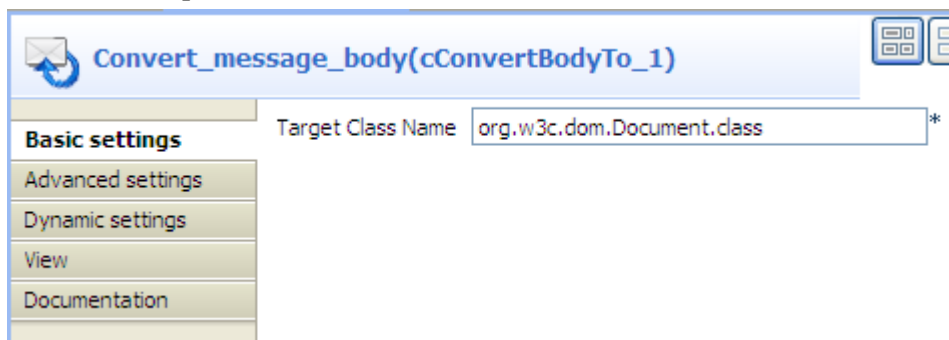 Convert_message_body(cConvertBodyTo_1)
Basic settings
Target Class Name org.w3c.dom.Document.class *
Advanced settings
Dynamic settings
View
Documentation